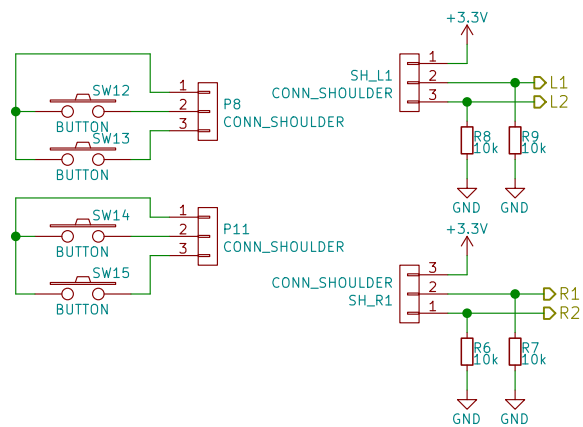 +3.3V
SW12
1
P8
2
CONN_SHOULDER
BUTTON
3
SW13
BUTTON
SH_L1
CONN_SHOULDER
1
2
3
L1
L2
R8
10k
R9
10k
GND
GND
SW14
1
P11
2
CONN_SHOULDER
BUTTON
3
SW15
BUTTON
+3.3V
CONN_SHOULDER
SH_R1
3
2
1
R1
R2
R6
10k
R7
10k
GND
GND